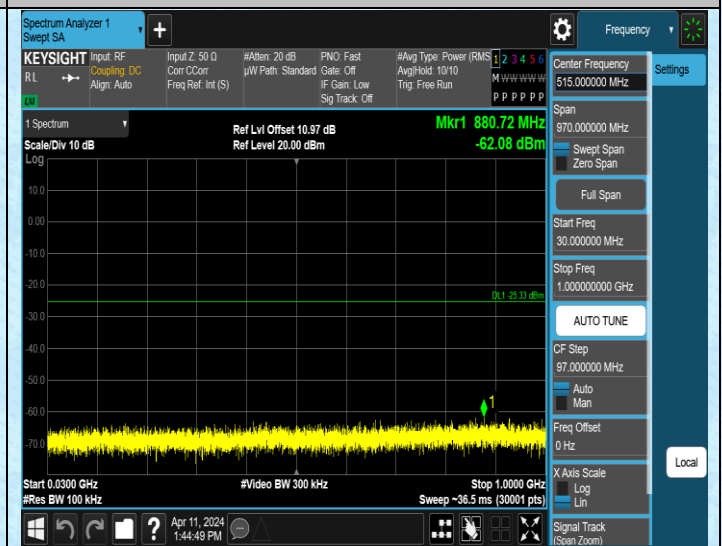 Spectrum Analyzer 1
Swept SA
+
Frequency
KEYSIGHT
R L
LXI
Input: RF
Coupling: DC
Align: Auto
Input Z: 50 Ω
Corr CCorr
Freq Ref: Int (S)
#Atten: 20 dB
µW Path: Standard
PNO: Fast
Gate: Off
IF Gain: Low
Sig Track: Off
#Avg Type: Power (RMS
Avg|Hold: 10/10
Trig: Free Run
1 2 3 4 5 6
M W W W W W
P P P P P P
1 Spectrum
Scale/Div 10 dB
Log
Ref Lvl Offset 10.97 dB
Ref Level 20.00 dBm
Mkr1 880.72 MHz
-62.08 dBm
10.0
0.00
-10.0
-20.0
DL1 -25.33 dBm
-30.0
-40.0
-50.0
1
-60.0
-70.0
Start 0.0300 GHz
#Res BW 100 kHz
#Video BW 300 kHz
Stop 1.0000 GHz
Sweep ~36.5 ms (30001 pts)
?
Apr 11, 2024
1:44:49 PM
Center Frequency
515.000000 MHz
Settings
Span
970.000000 MHz
Swept Span
Zero Span
Full Span
Start Freq
30.000000 MHz
Stop Freq
1.000000000 GHz
AUTO TUNE
CF Step
97.000000 MHz
Auto
Man
Freq Offset
0 Hz
X Axis Scale
Log
Lin
Local
Signal Track
(Span Zoom)